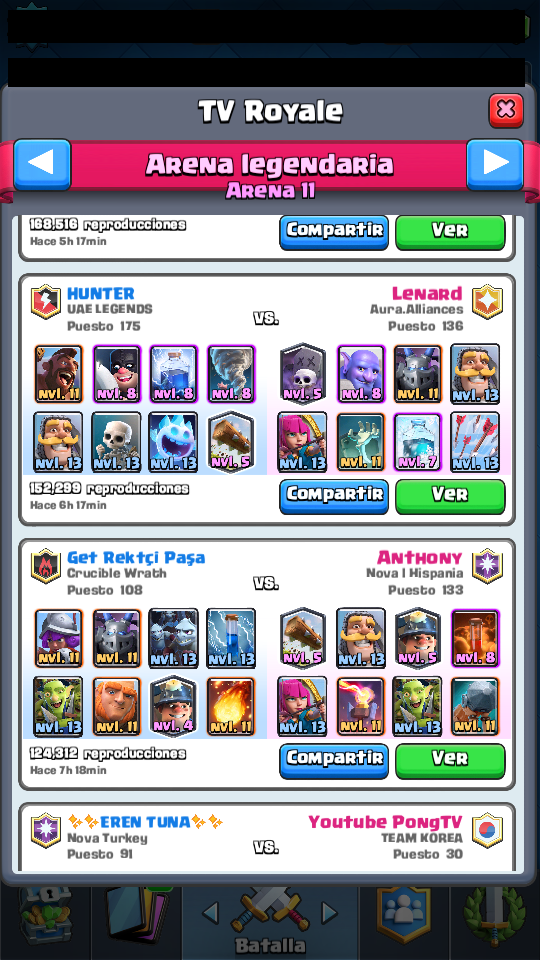 TV Royale
Arena legendaria
Arena 11
168,516 reproducciones
Hace 5h 17min
Compartir
Ver
HUNTER
UAE LEGENDS
Puesto 175
vs.
Lenard
Aura.Alliances
Puesto 136
nvl. 11 nvl. 8 nvl. 8 nvl. 8 nvl. 5 nvl. 8 nvl. 11 nvl. 13
nvl. 13 nvl. 13 nvl. 13 nvl. 5 nvl. 13 nvl. 11 nvl. 7 nvl. 13
152,299 reproducciones
Hace 6h 17min
Compartir
Ver
Get Rektçi Paşa
Crucible Wrath
Puesto 108
vs.
Anthony
Nova l Hispania
Puesto 133
nvl. 11 nvl. 11 nvl. 13 nvl. 13 nvl. 5 nvl. 13 nvl. 5 nvl. 8
nvl. 13 nvl. 11 nvl. 4 nvl. 11 nvl. 13 nvl. 11 nvl. 13 nvl. 11
124,312 reproducciones
Hace 7h 18min
Compartir
Ver
✨✨EREN TUNA✨✨
Nova Turkey
Puesto 91
vs.
Youtube PongTV
TEAM KOREA
Puesto 30
Batalla